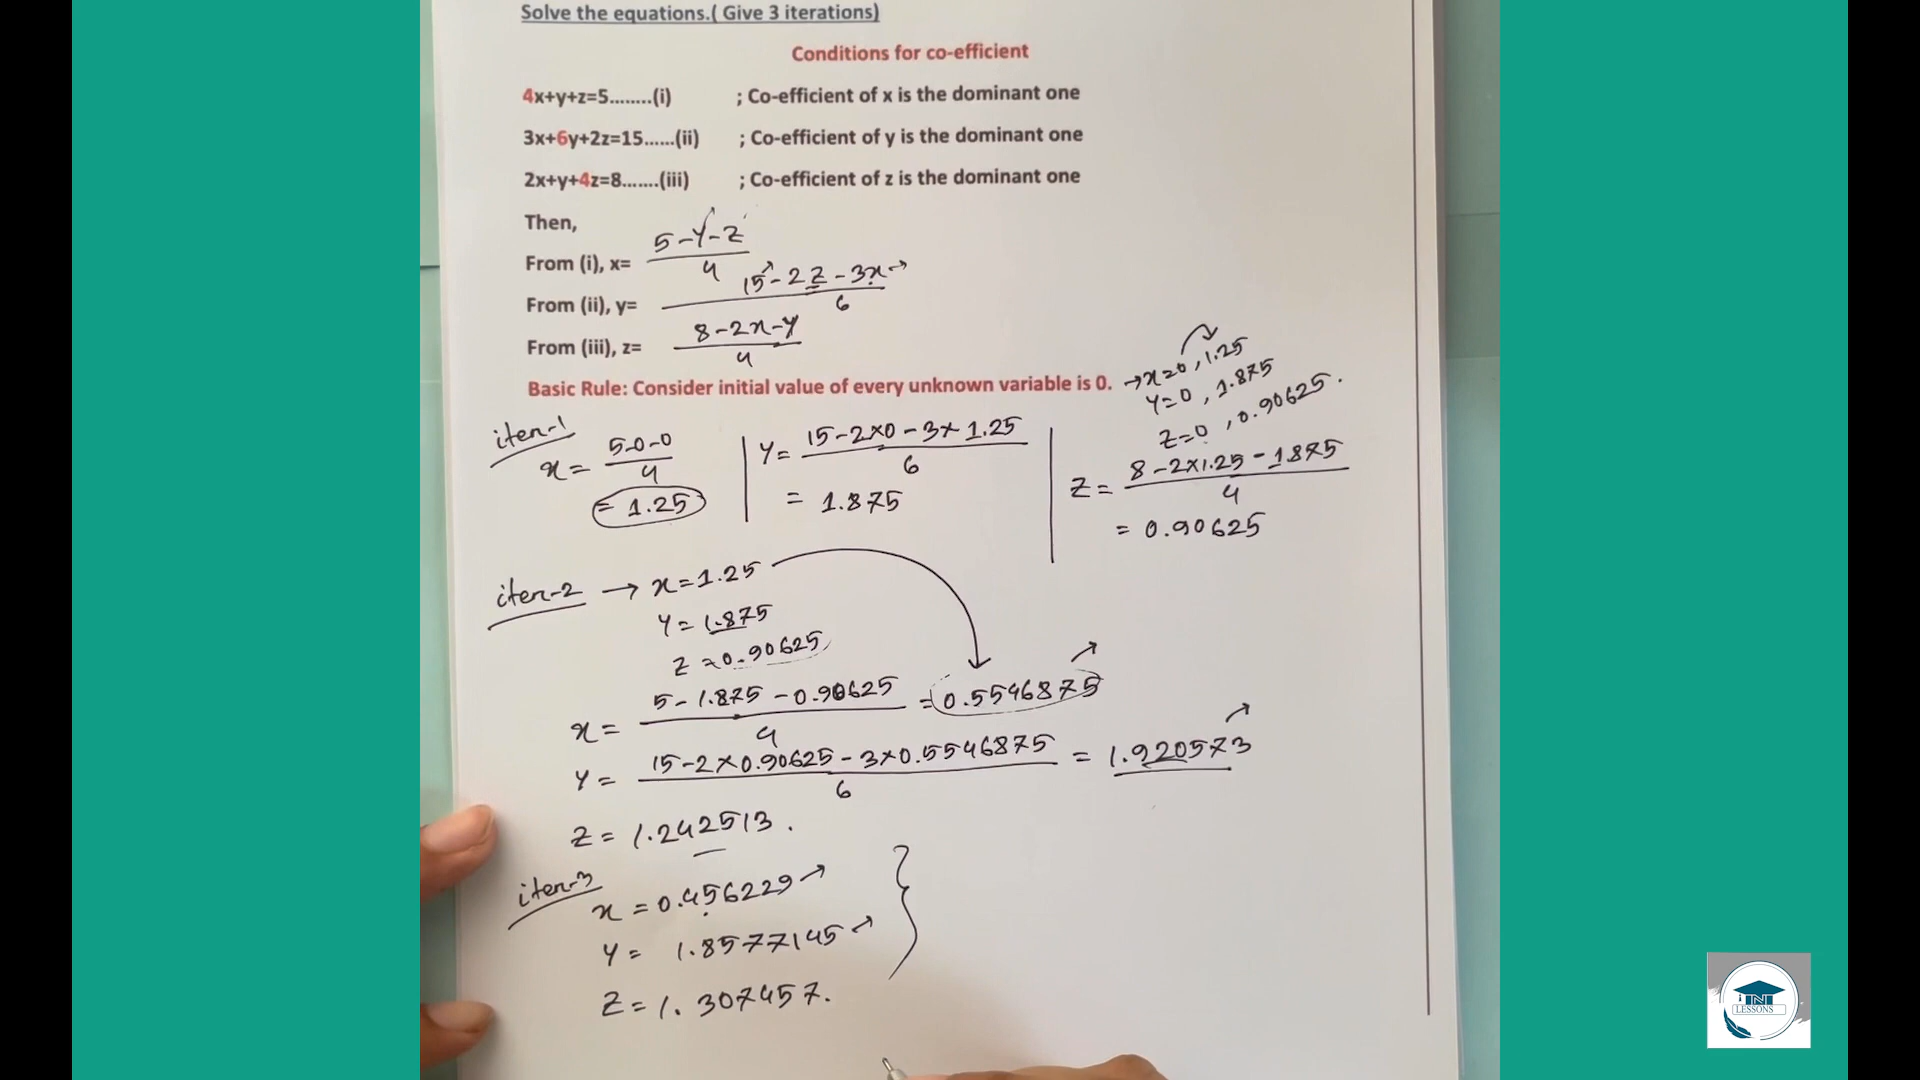 Solve the equations.( Give 3 iterations)
Conditions for co-efficient
4x+y+z=5........(i) ; Co-efficient of x is the dominant one
3x+6y+2z=15......(ii) ; Co-efficient of y is the dominant one
2x+y+4z=8.......(iii) ; Co-efficient of z is the dominant one
Then,
From (i), x= 5-y-z / 4
From (ii), y= 15-2z-3x / 6
From (iii), z= 8-2x-y / 4
Basic Rule: Consider initial value of every unknown variable is 0. → x=0, 1.25
y=0, 1.875
z=0, 0.90625.
iter-1
x = 5-0-0 / 4
= 1.25
y = 15-2×0-3×1.25 / 6
= 1.875
z = 8-2×1.25-1.875 / 4
= 0.90625
iter-2 → x=1.25
y = 1.875
z = 0.90625
x = 5-1.875-0.90625 / 4 = 0.5546875
y = 15-2×0.90625-3×0.5546875 / 6 = 1.920573
z = 1.242513.
iter-3
x = 0.456229
y = 1.8577145
z = 1.307457.
iTNT
LESSONS